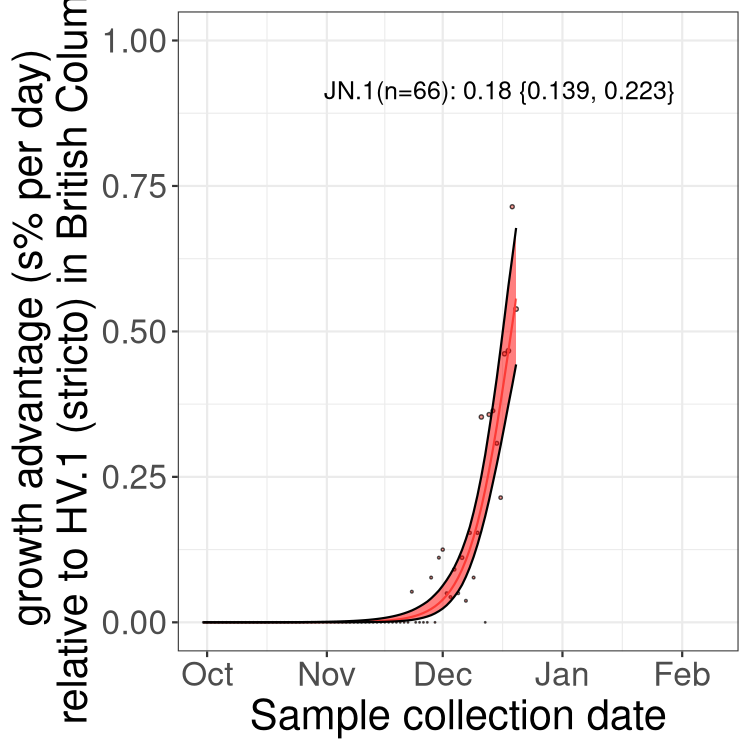 growth advantage (s% per day)
relative to HV.1 (stricto) in British Colum
1.00
0.75
0.50
0.25
0.00
JN.1(n=66): 0.18 {0.139, 0.223}
Oct Nov Dec Jan Feb
Sample collection date